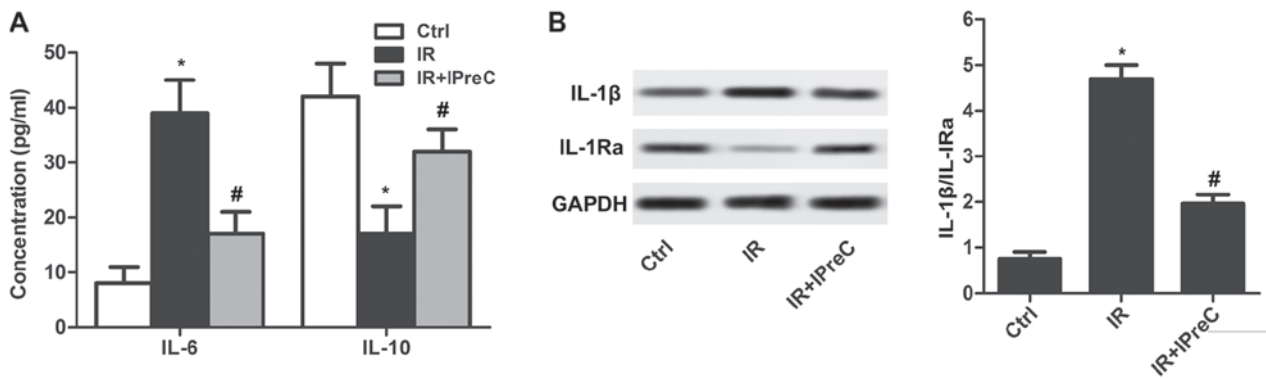 A
Ctrl
IR
IR+IPreC
Concentration (pg/ml)
50
40
30
20
10
0
*
#
*
#
IL-6
IL-10
B
IL-1β
IL-1Ra
GAPDH
Ctrl
IR
IR+IPreC
IL-1β/IL-IRa
6
5
4
3
2
1
0
*
#
Ctrl
IR
IR+IPreC